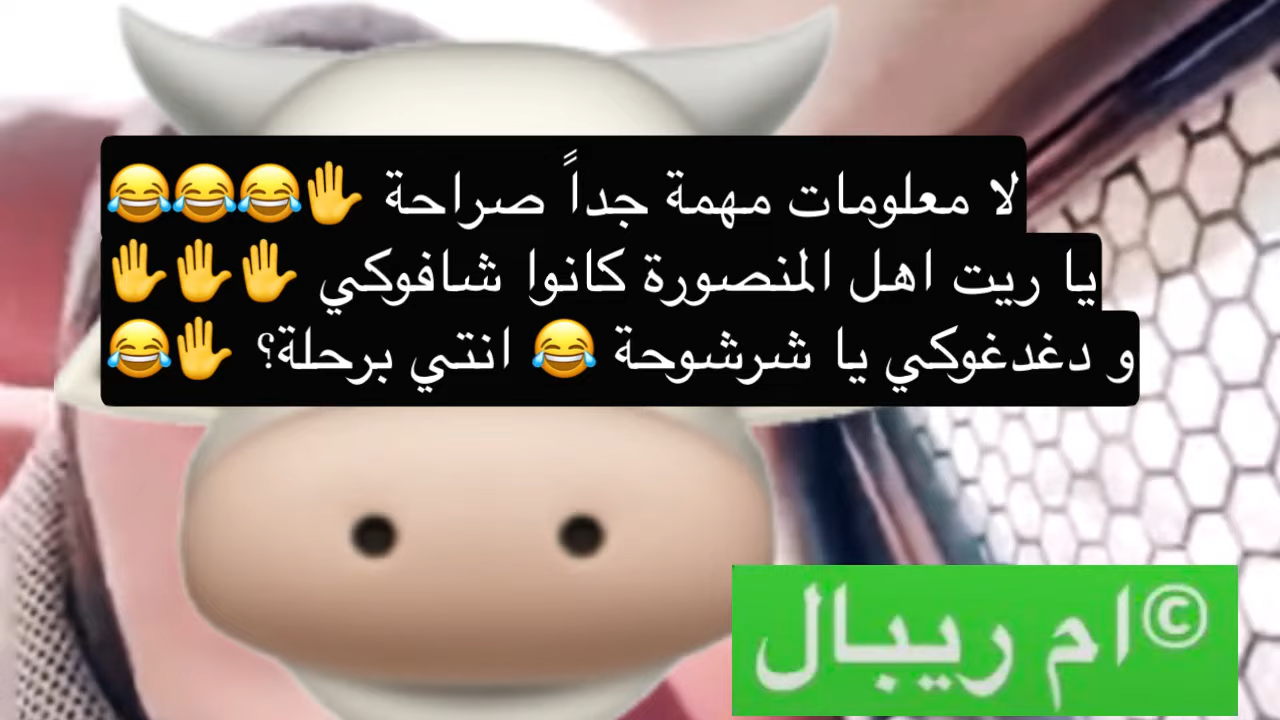 لا معلومات مهمة جداً صراحة ✋😂😂😂
يا ريت اهل المنصورة كانوا شافوكي ✋✋✋
و دغدغوكي يا شرشوحة 😂 انتي برحلة؟ ✋😂
©ام ريبال